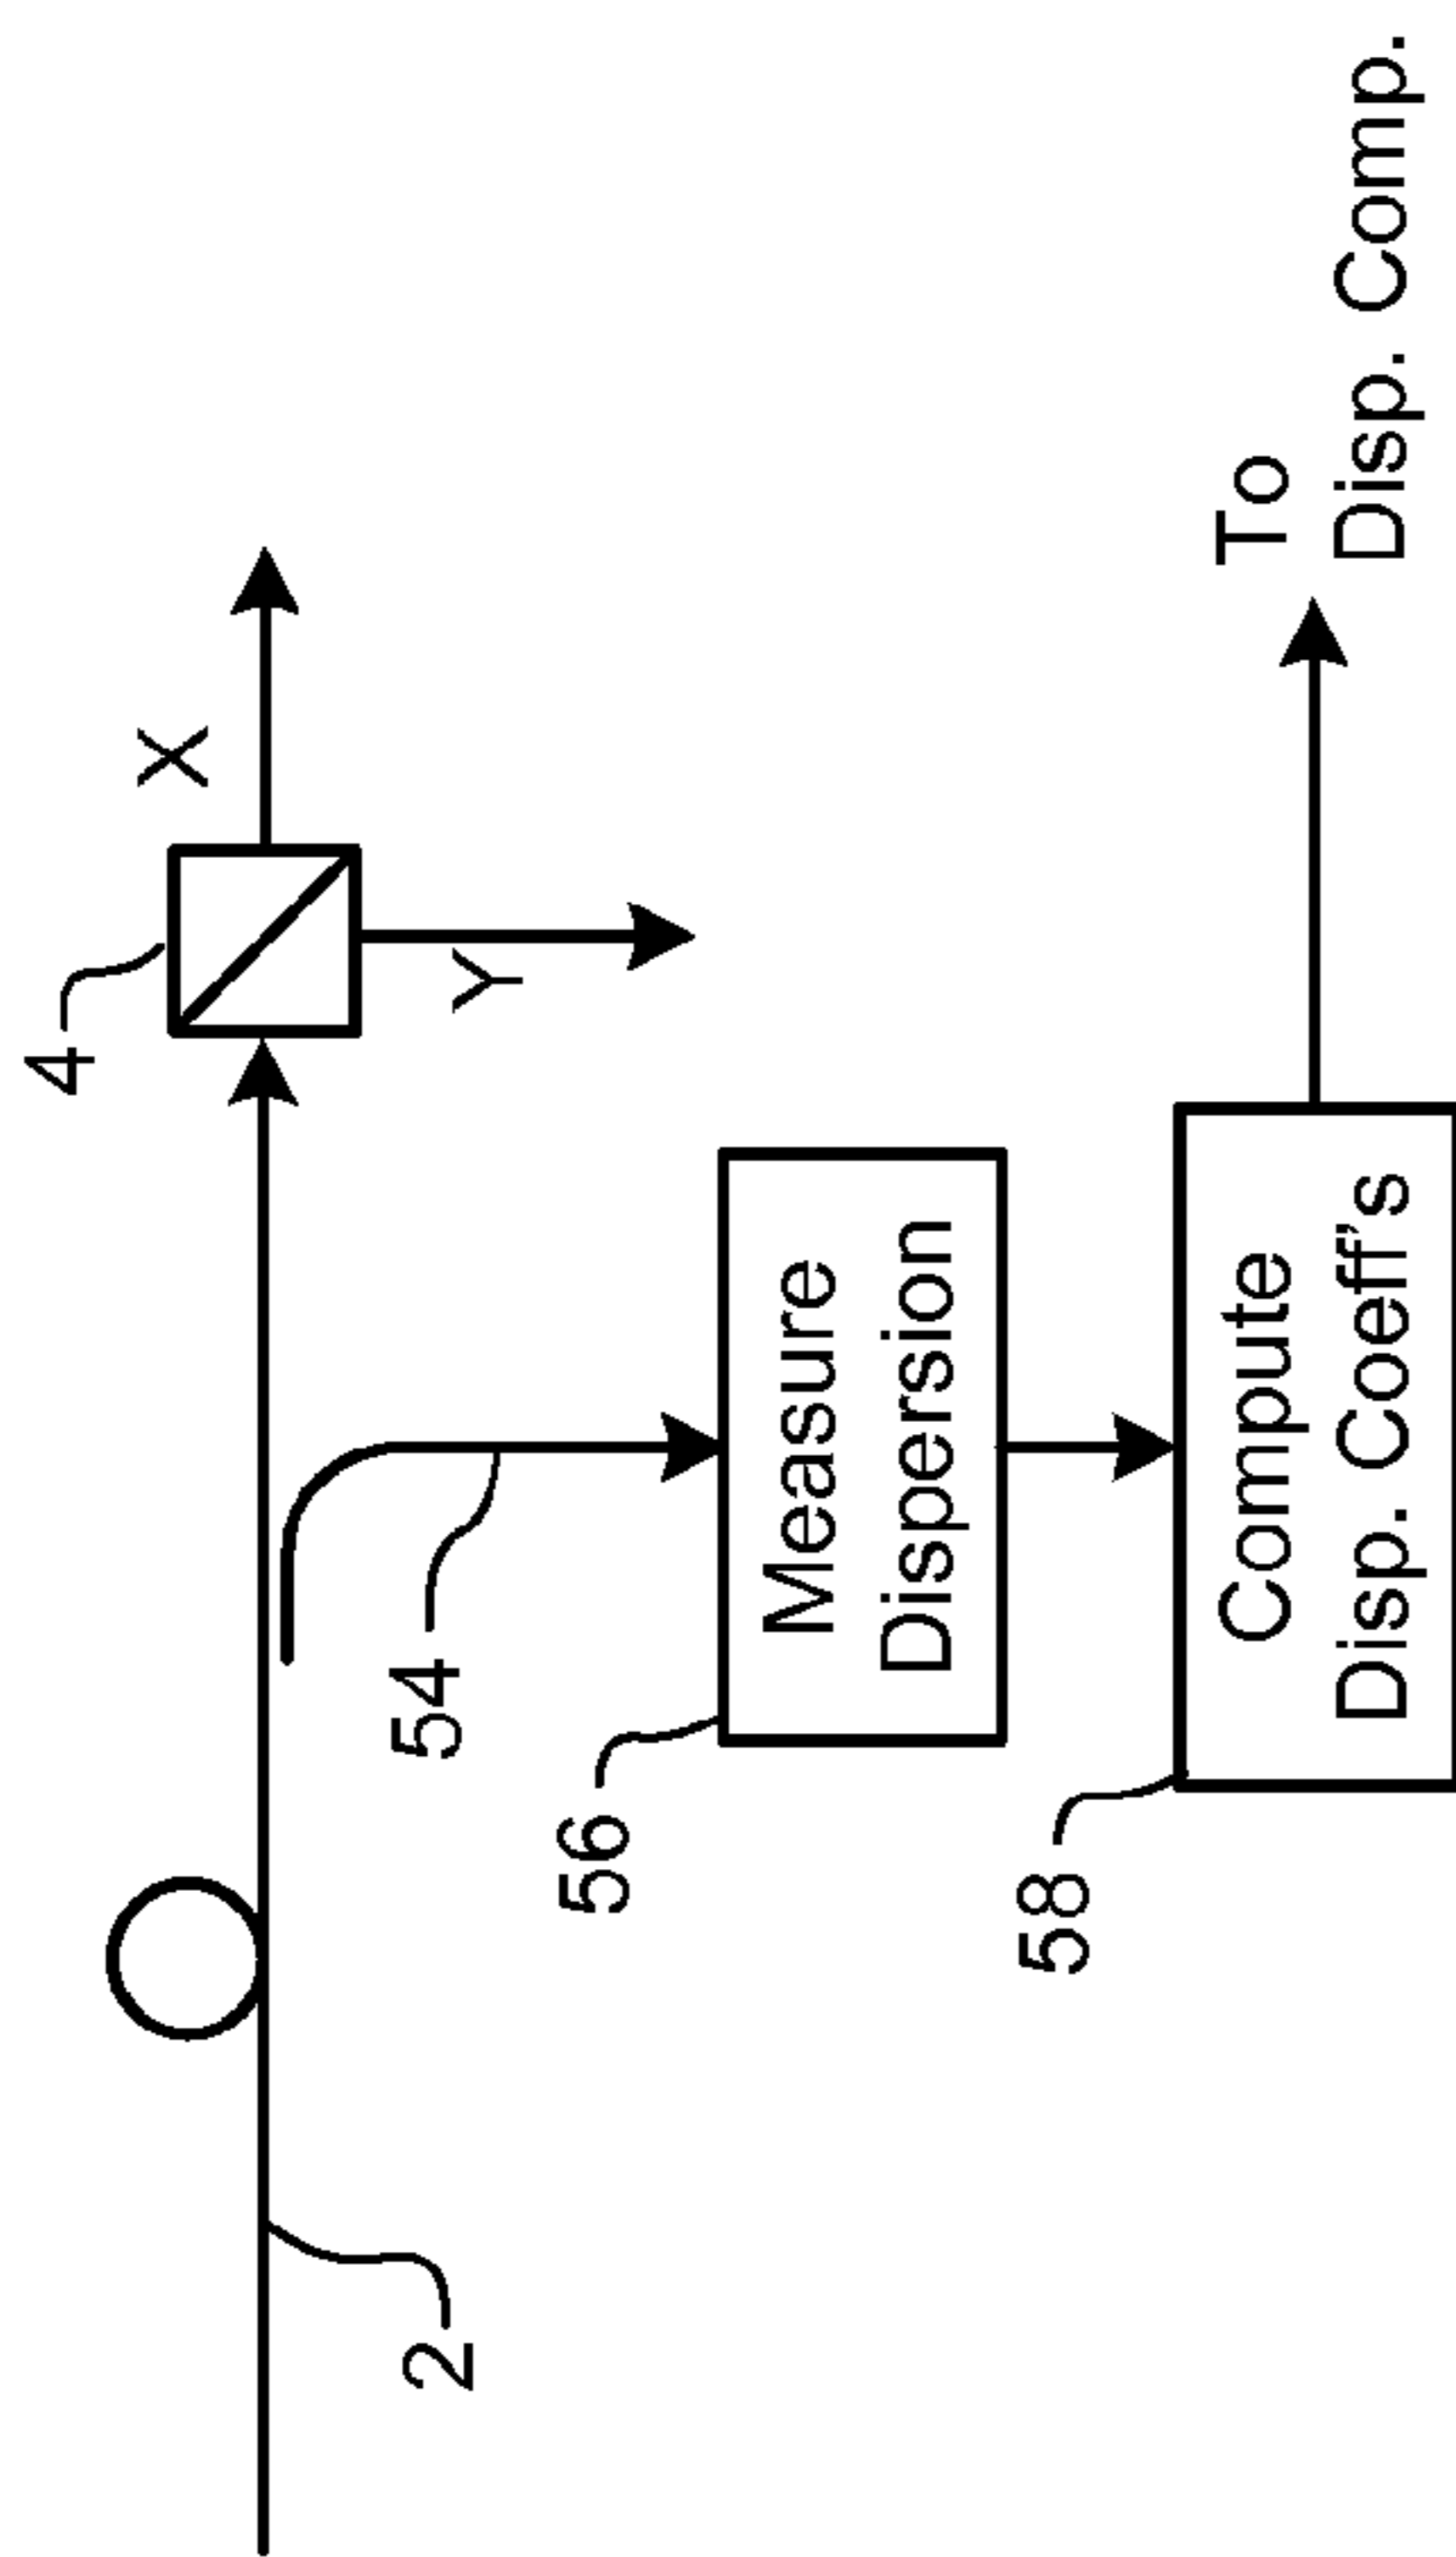 4
X
Y
2
54
56
Measure
Dispersion
58
Compute
Disp. Coeff's
To
Disp. Comp.